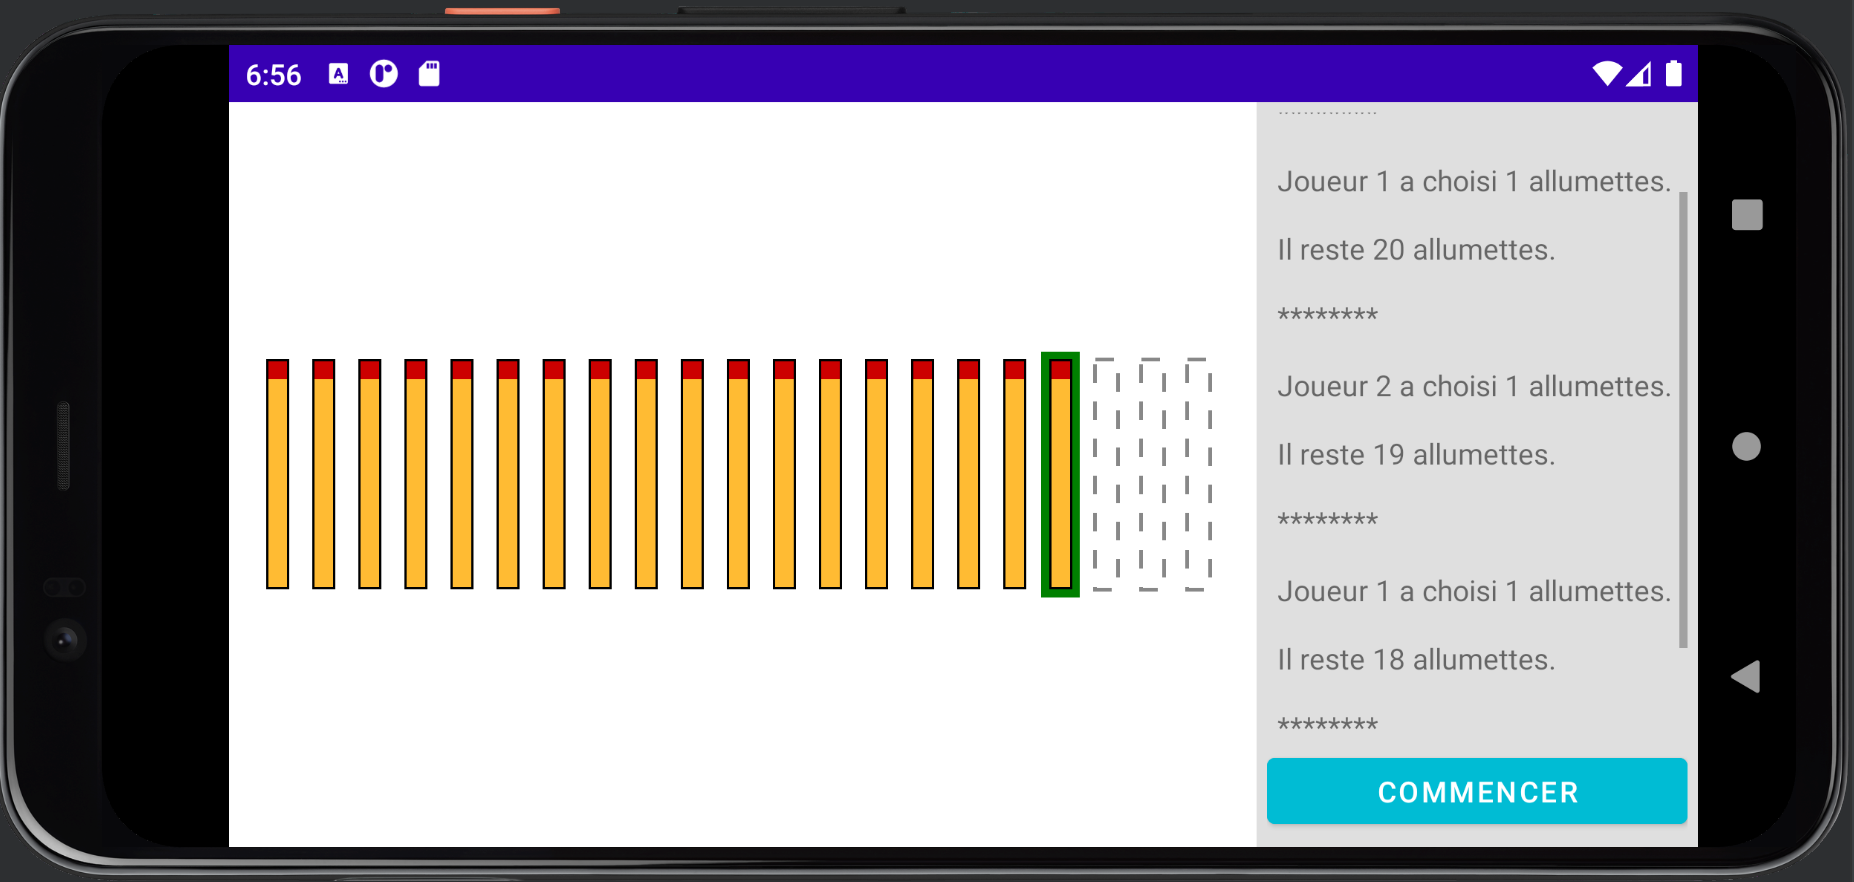 6:56
A
Joueur 1 a choisi 1 allumettes.
Il reste 20 allumettes.
********
Joueur 2 a choisi 1 allumettes.
Il reste 19 allumettes.
********
Joueur 1 a choisi 1 allumettes.
Il reste 18 allumettes.
********
COMMENCER